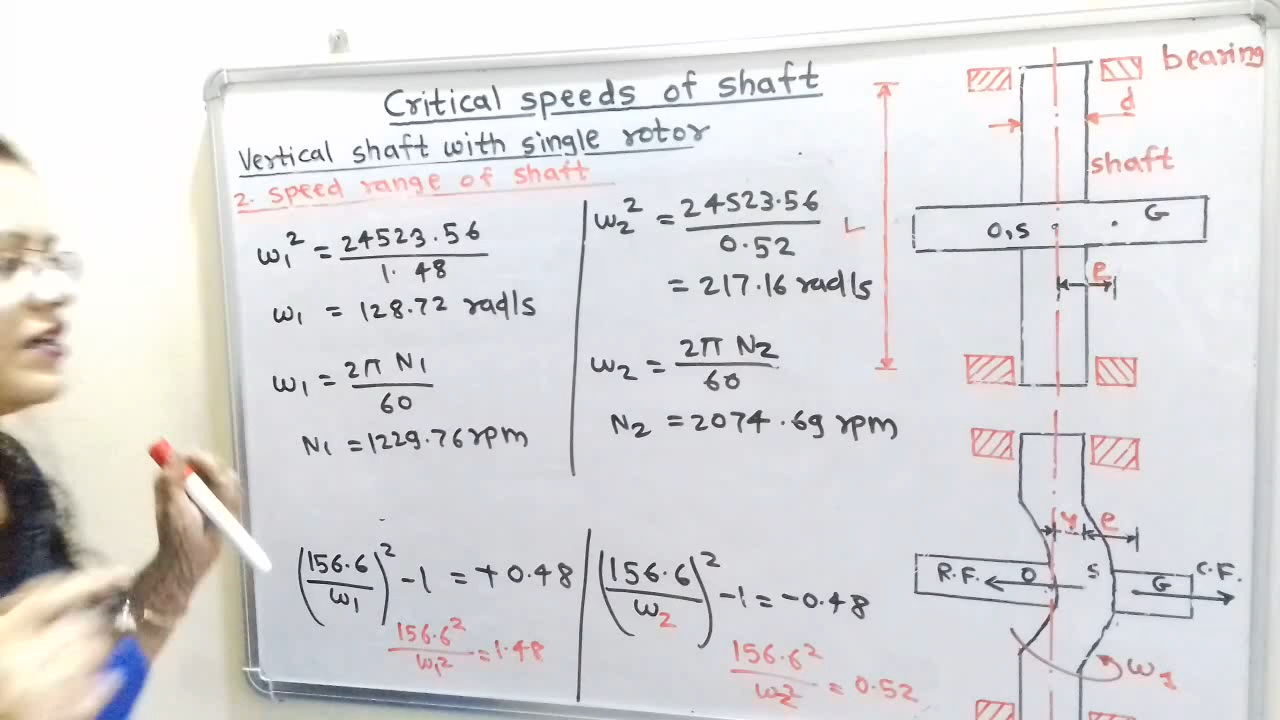 Critical speeds of shaft
Vertical shaft with single rotor
2. speed range of shaft
ω₁² = 24523.56 / 1.48
ω₁ = 128.72 rad/s
ω₁ = 2π N₁ / 60
N₁ = 1229.76 rpm
(156.6 / ω₁)² - 1 = +0.48
156.6² / ω₁² = 1.48
ω₂² = 24523.56 / 0.52
= 217.16 rad/s
ω₂ = 2π N₂ / 60
N₂ = 2074.69 rpm
(156.6 / ω₂)² - 1 = -0.48
156.6² / ω₂² = 0.52
bearing
d
shaft
L
O,S
G
e
y
e
R.F.
O
S
G
C.F.